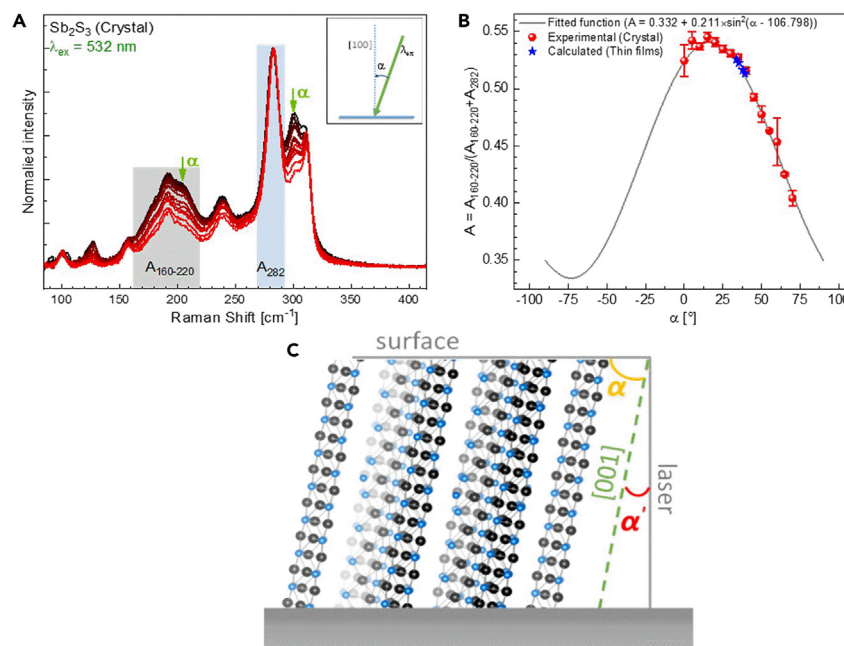 A
Sb2S3 (Crystal)
λex = 532 nm
[100]
α
λex
α
α
Normalied intensity
A160-220
A282
100 150 200 250 300 350 400
Raman Shift [cm-1]
B
Fitted function (A = 0.332 + 0.211×sin2(α - 106.798))
Experimental (Crystal)
Calculated (Thin films)
A = A160-220/(A160-220+A282)
0.55
0.50
0.45
0.40
0.35
-100 -75 -50 -25 0 25 50 75 100
α [°]
C
surface
α
[001]
α'
laser